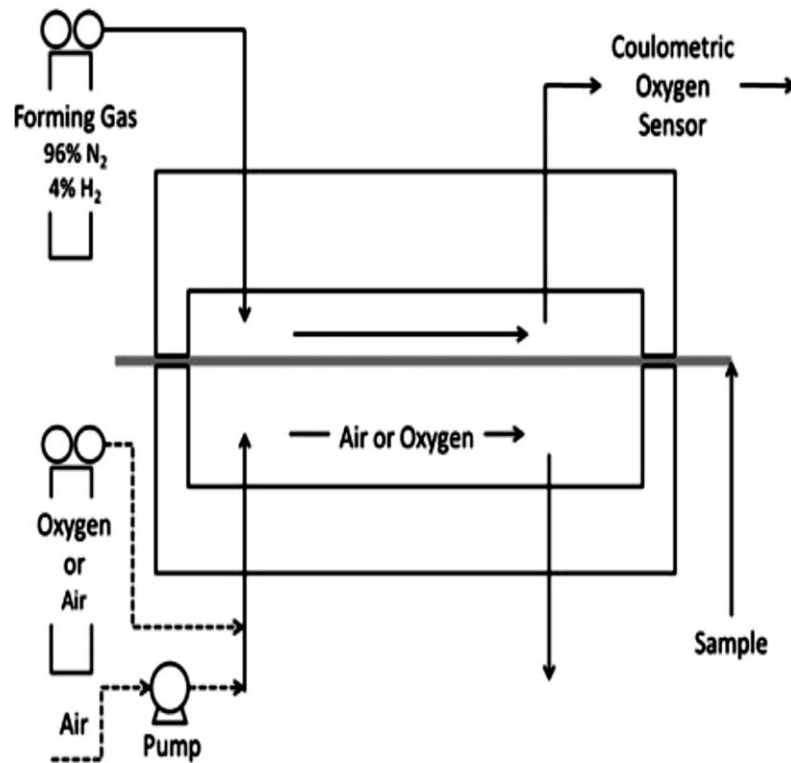 Forming Gas
96% N₂
4% H₂
Coulometric
Oxygen
Sensor
Air or Oxygen
Oxygen
or
Air
Air
Pump
Sample